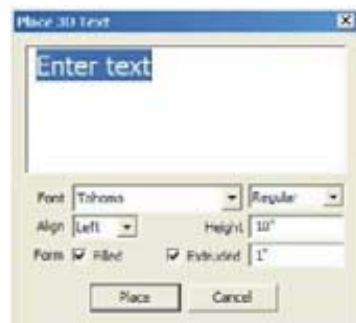 Place 3D Text
Enter text
Font Tahoma Regular
Align Left Height 10"
Form Filled Extruded 1"
Place Cancel